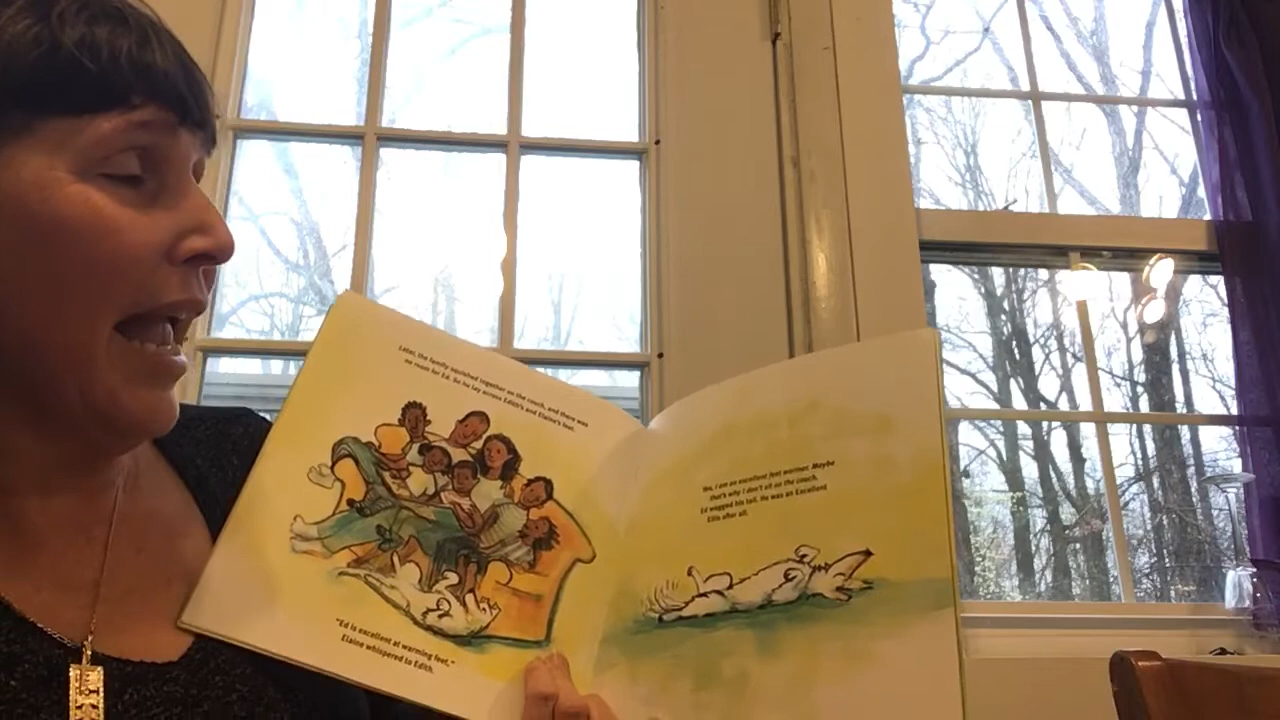 Later, the family squished together on the couch, and there was
no room for Ed. So he lay across Edith's and Elaine's feet.
"Ed is excellent at warming feet,"
Elaine whispered to Edith.
Yes, I am an excellent feet warmer. Maybe
that's why I don't sit on the couch.
Ed wagged his tail. He was an Excellent
Ellis after all.